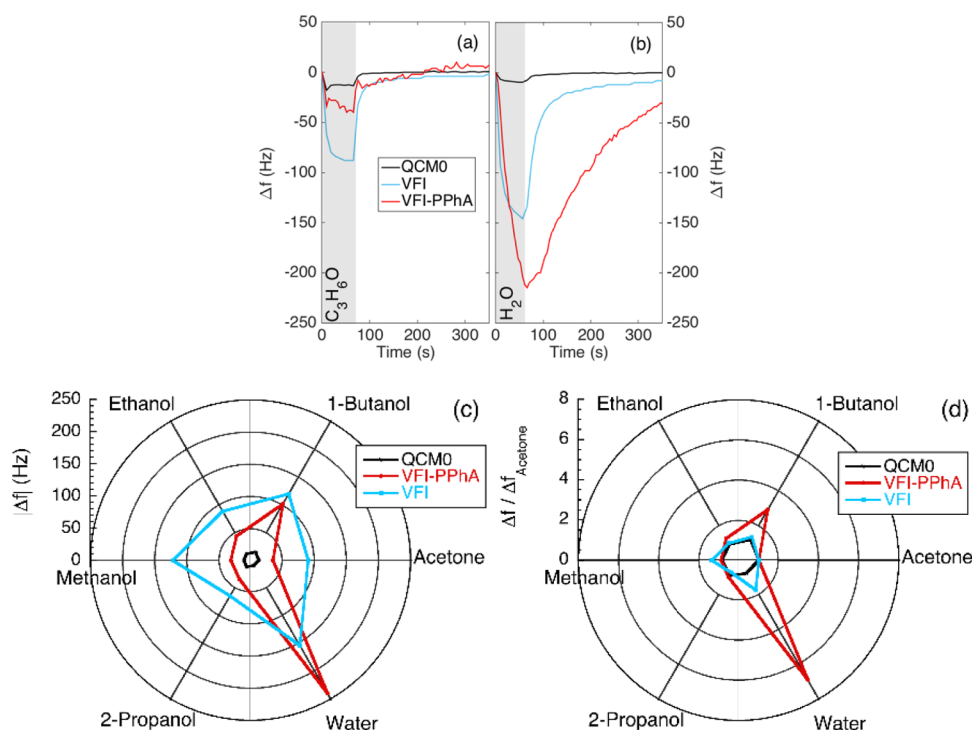 50
0
-50
-100
-150
-200
-250
Δf (Hz)
(a)
QCM0
VFI
VFI-PPhA
C3H6O
0
100
200
300
Time (s)
(b)
H2O
0
100
200
300
Time (s)
50
0
-50
-100
-150
-200
-250
Δf (Hz)
250
200
150
100
50
0
|Δf| (Hz)
(c)
Ethanol
1-Butanol
QCM0
VFI-PPhA
VFI
Methanol
Acetone
2-Propanol
Water
8
6
4
2
0
Δf / ΔfAcetone
(d)
Ethanol
1-Butanol
QCM0
VFI-PPhA
VFI
Methanol
Acetone
2-Propanol
Water